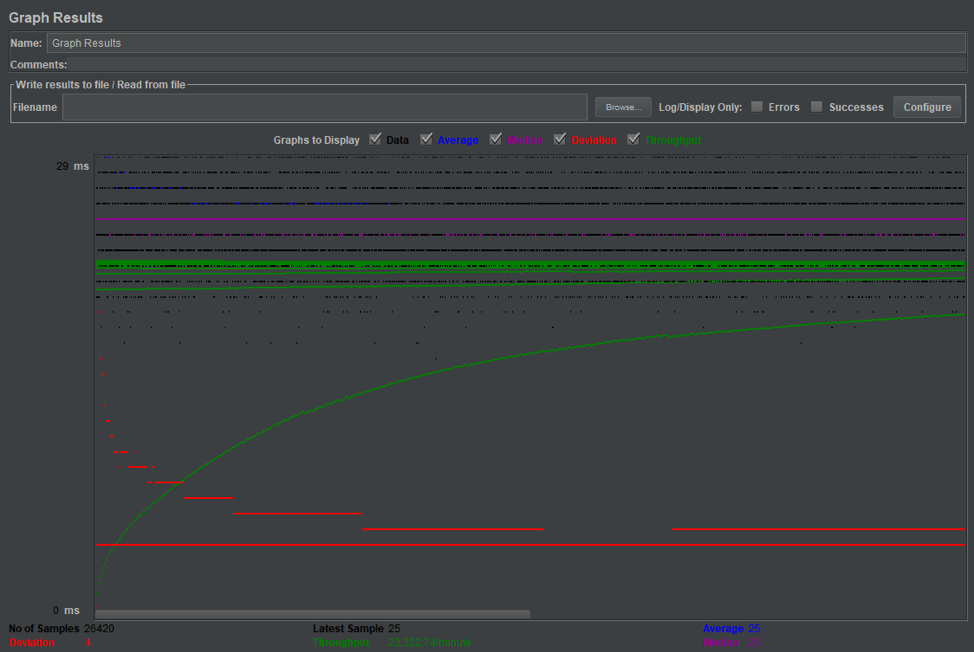 Graph Results
Name: Graph Results
Comments:
Write results to file / Read from file
Filename Browse... Log/Display Only: Errors Successes Configure
Graphs to Display Data Average Median Deviation Throughput
29 ms
0 ms
No of Samples 26420 Latest Sample 25 Average 25
Deviation 4 Throughput 23,322.74/minute Median